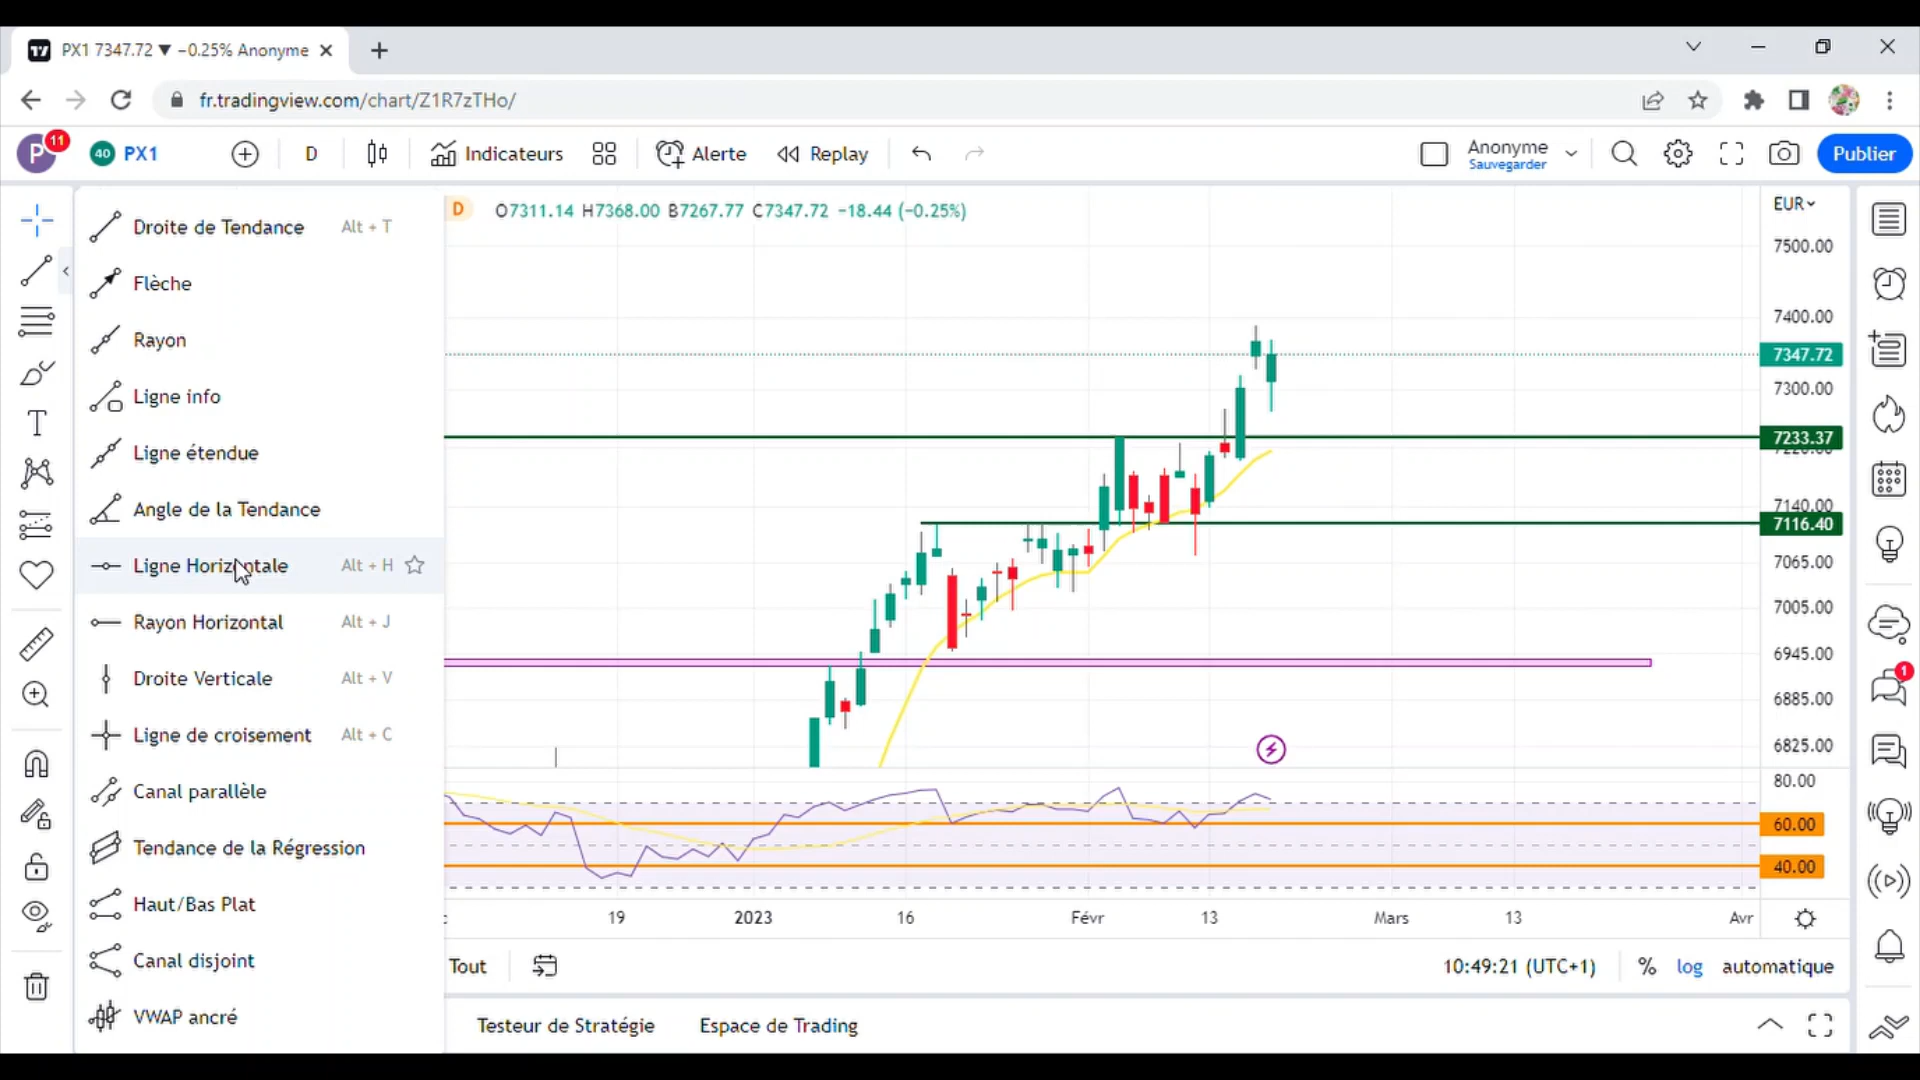 PX1 7347.72 ▼ −0.25% Anonyme
fr.tradingview.com/chart/Z1R7zTHo/
P
11
40
PX1
D
Indicateurs
Alerte
Replay
Anonyme
Sauvegarder
Publier
Droite de Tendance Alt + T
Flèche
Rayon
Ligne info
Ligne étendue
Angle de la Tendance
Ligne Horizontale Alt + H
Rayon Horizontal Alt + J
Droite Verticale Alt + V
Ligne de croisement Alt + C
Canal parallèle
Tendance de la Régression
Haut/Bas Plat
Canal disjoint
VWAP ancré
D
O7311.14 H7368.00 B7267.77 C7347.72 −18.44 (−0.25%)
EUR
7500.00
7400.00
7347.72
7300.00
7233.37
7140.00
7116.40
7065.00
7005.00
6945.00
6885.00
6825.00
80.00
60.00
40.00
19 2023 16 Févr 13 Mars 13 Avr
Tout
10:49:21 (UTC+1) % log automatique
Testeur de Stratégie Espace de Trading
1